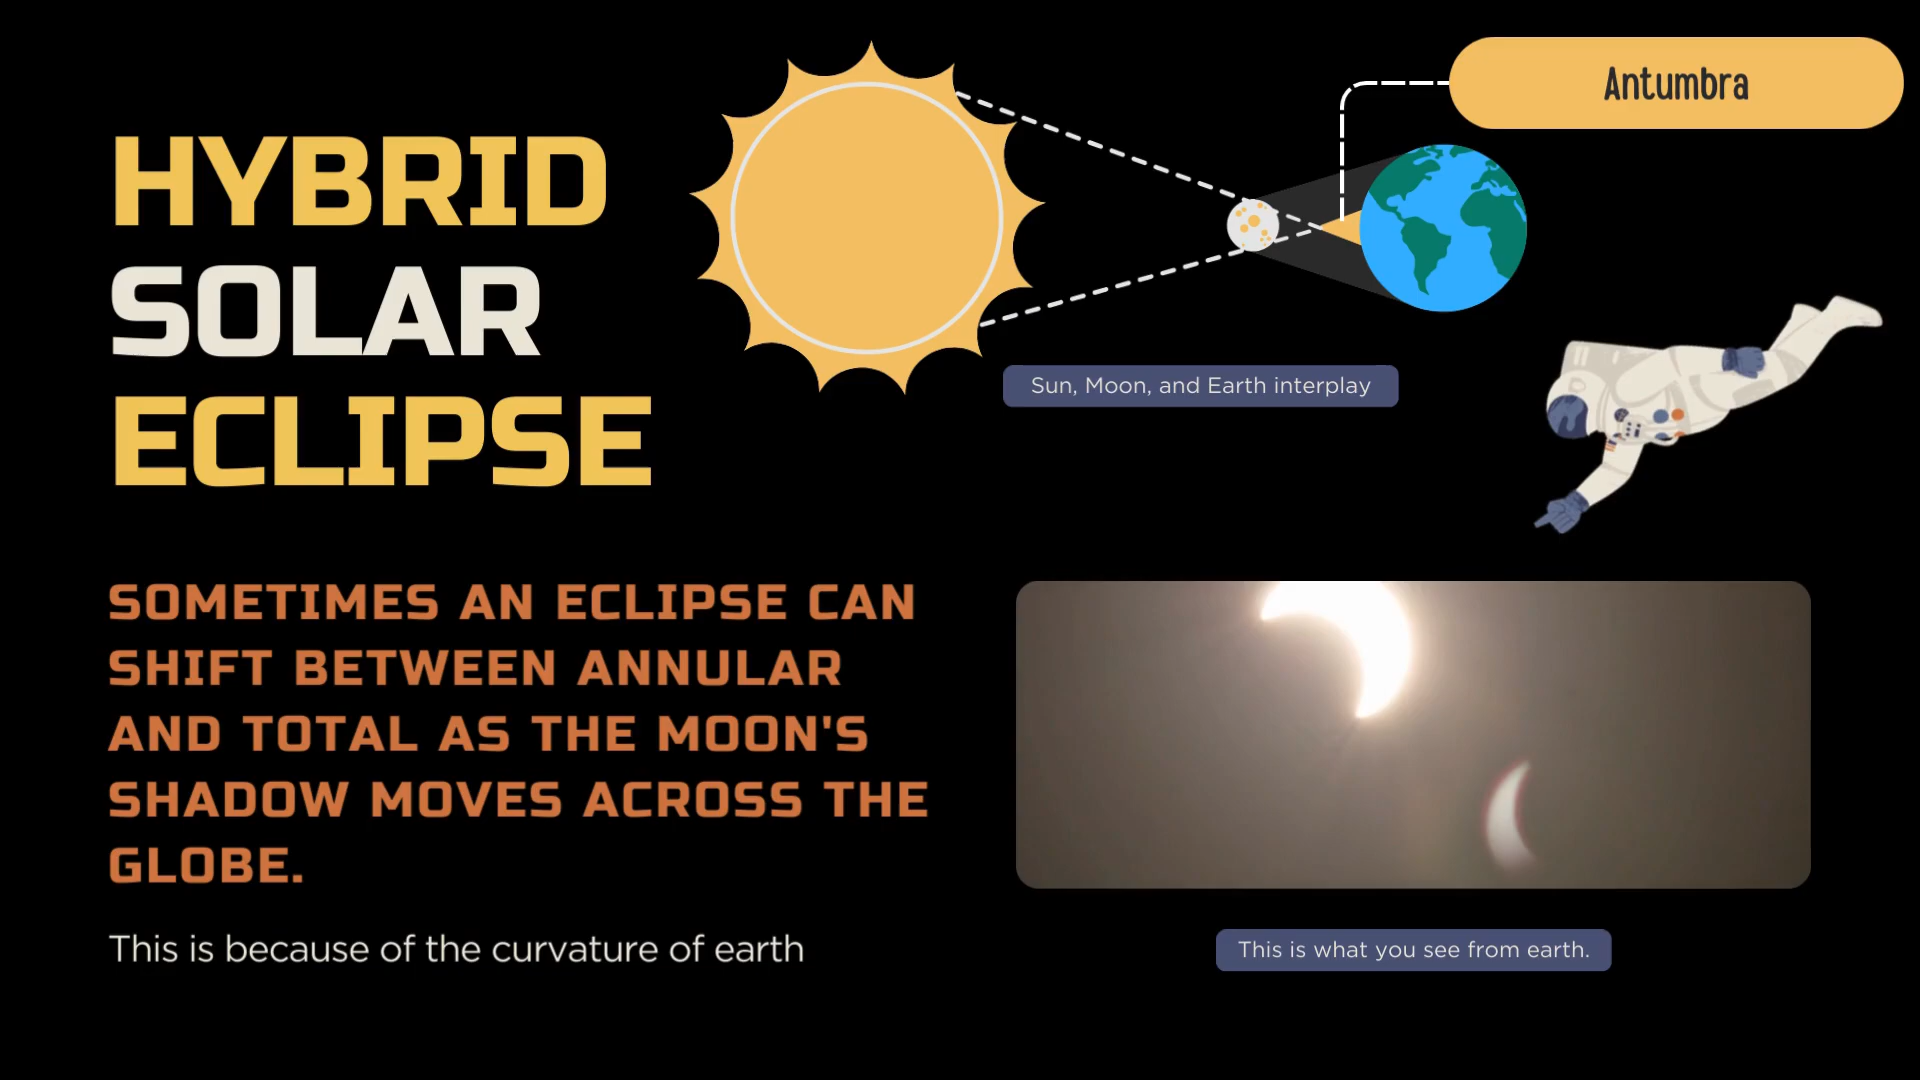 HYBRID
SOLAR
ECLIPSE
Antumbra
Sun, Moon, and Earth interplay
SOMETIMES AN ECLIPSE CAN
SHIFT BETWEEN ANNULAR
AND TOTAL AS THE MOON'S
SHADOW MOVES ACROSS THE
GLOBE.
This is because of the curvature of earth
This is what you see from earth.